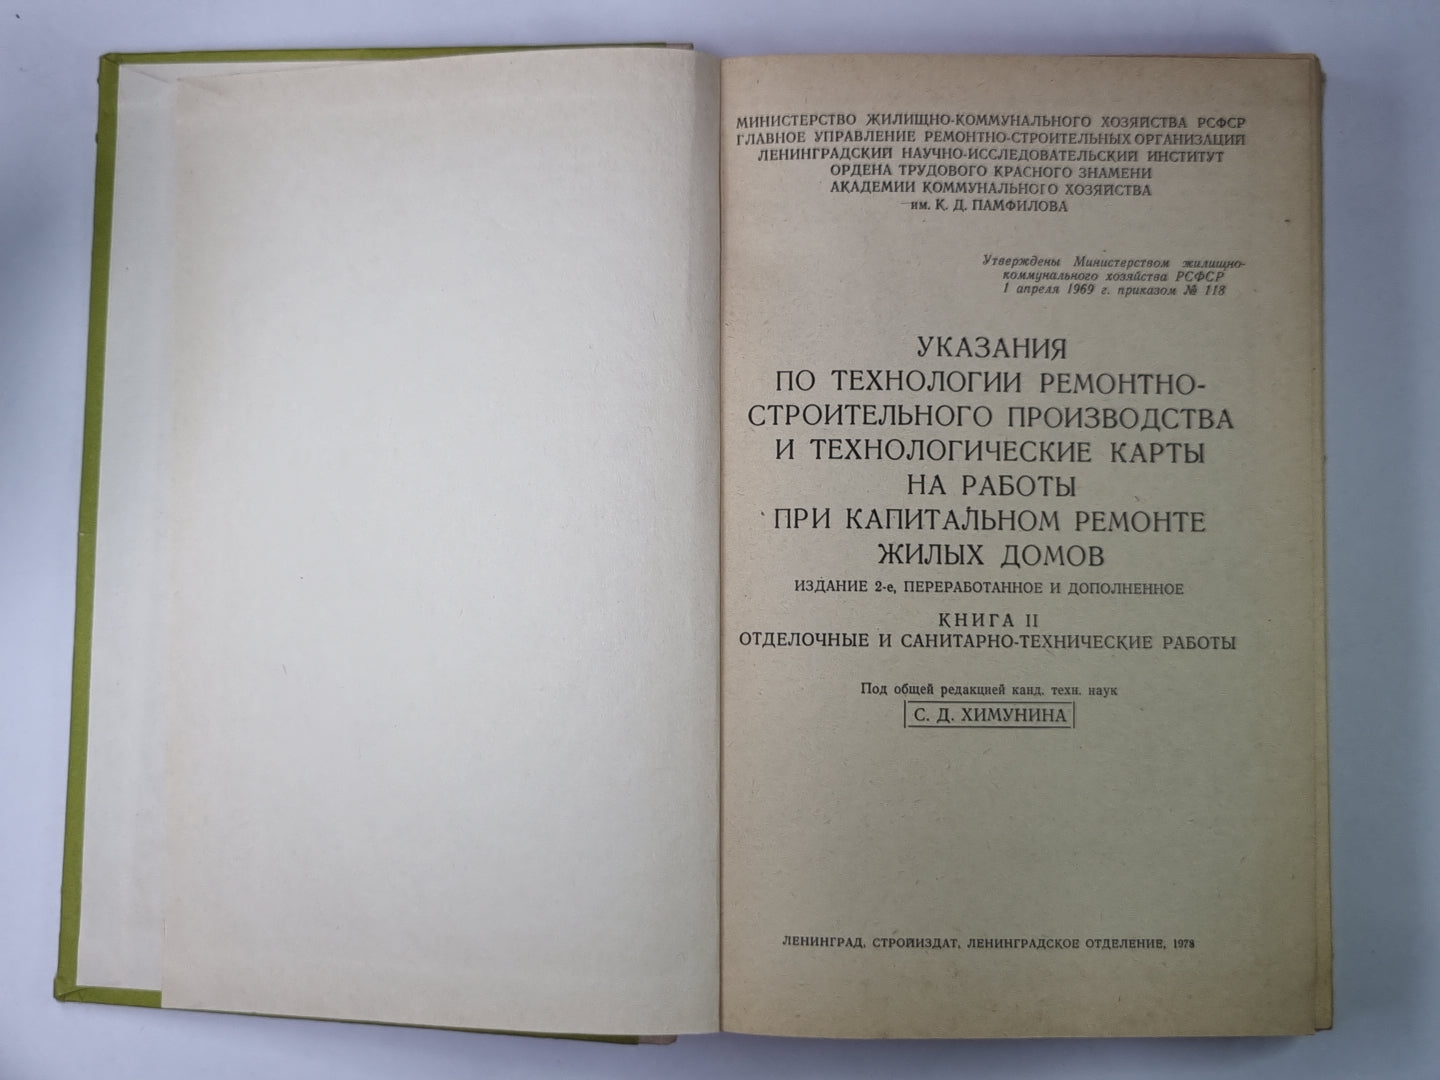 МИНИСТЕРСТВО ЖИЛИЩНО-КОММУНАЛЬНОГО ХОЗЯЙСТВА РСФСР
ГЛАВНОЕ УПРАВЛЕНИЕ РЕМОНТНО-СТРОИТЕЛЬНЫХ ОРГАНИЗАЦИЙ
ЛЕНИНГРАДСКИЙ НАУЧНО-ИССЛЕДОВАТЕЛЬСКИЙ ИНСТИТУТ
ОРДЕНА ТРУДОВОГО КРАСНОГО ЗНАМЕНИ
АКАДЕМИИ КОММУНАЛЬНОГО ХОЗЯЙСТВА
им. К. Д. ПАМФИЛОВА
Утверждены Министерством жилищно-
коммунального хозяйства РСФСР
1 апреля 1969 г. приказом № 118
УКАЗАНИЯ
ПО ТЕХНОЛОГИИ РЕМОНТНО-
СТРОИТЕЛЬНОГО ПРОИЗВОДСТВА
И ТЕХНОЛОГИЧЕСКИЕ КАРТЫ
НА РАБОТЫ
ПРИ КАПИТАЛЬНОМ РЕМОНТЕ
ЖИЛЫХ ДОМОВ
ИЗДАНИЕ 2-е, ПЕРЕРАБОТАННОЕ И ДОПОЛНЕННОЕ
КНИГА II
ОТДЕЛОЧНЫЕ И САНИТАРНО-ТЕХНИЧЕСКИЕ РАБОТЫ
Под общей редакцией канд. техн. наук
С. Д. ХИМУНИНА
ЛЕНИНГРАД, СТРОЙИЗДАТ, ЛЕНИНГРАДСКОЕ ОТДЕЛЕНИЕ, 1978